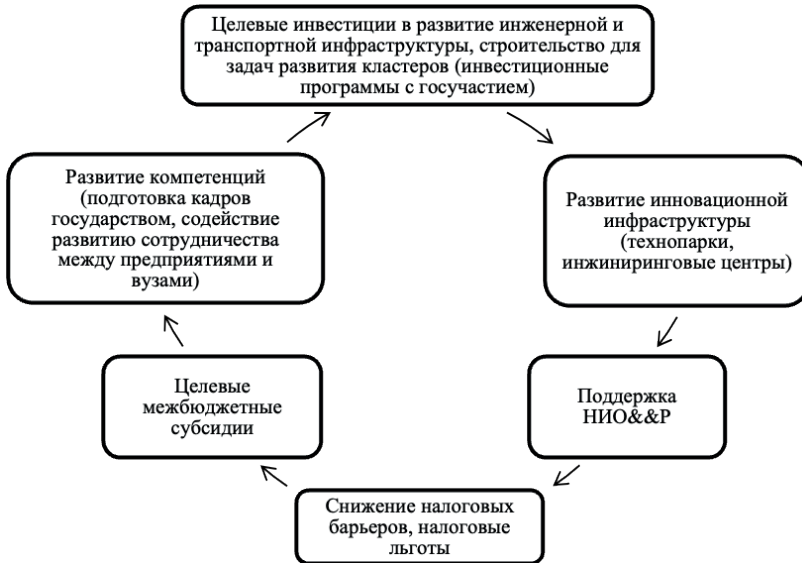 Целевые инвестиции в развитие инженерной и
транспортной инфраструктуры, строительство для
задач развития кластеров (инвестиционные
программы с госучастием)
Развитие компетенций
(подготовка кадров
государством, содействие
развитию сотрудничества
между предприятиями и
вузами)
Развитие инновационной
инфраструктуры
(технопарки,
инжиниринговые центры)
Целевые
межбюджетные
субсидии
Поддержка
НИО&&Р
Снижение налоговых
барьеров, налоговые
льготы